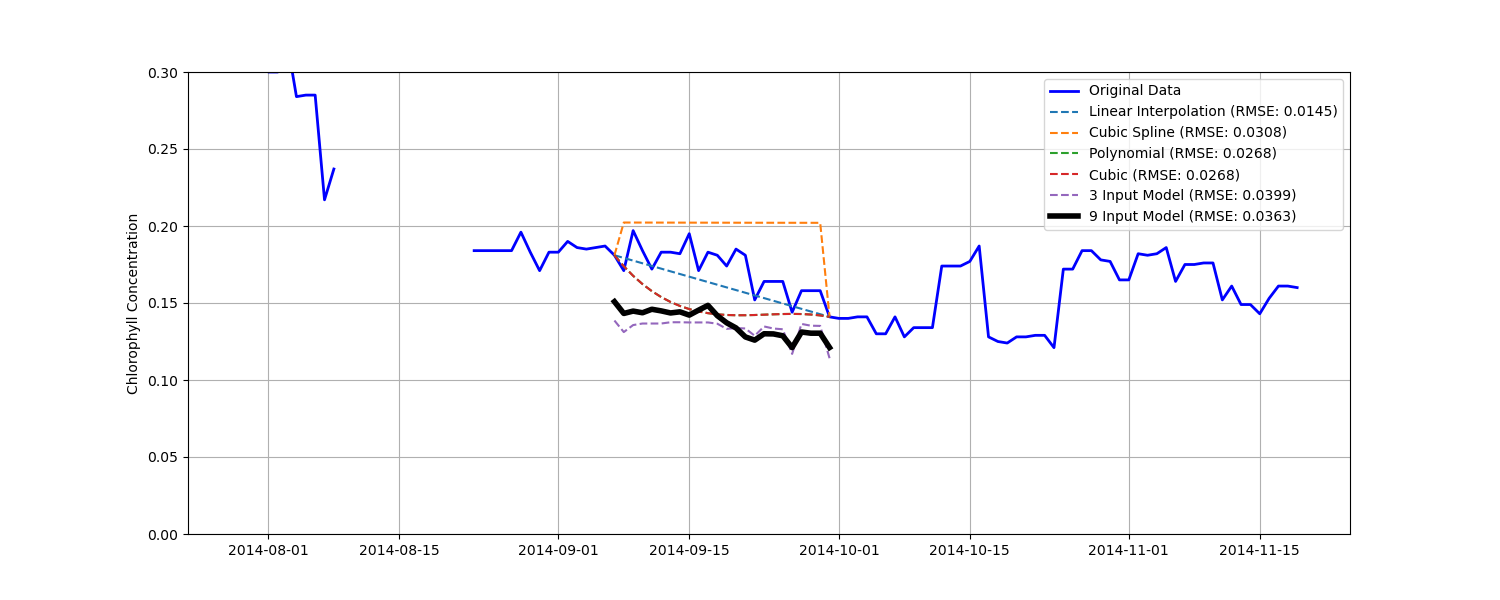 0.30
0.25
0.20
0.15
0.10
0.05
0.00
Chlorophyll Concentration
Original Data
Linear Interpolation (RMSE: 0.0145)
Cubic Spline (RMSE: 0.0308)
Polynomial (RMSE: 0.0268)
Cubic (RMSE: 0.0268)
3 Input Model (RMSE: 0.0399)
9 Input Model (RMSE: 0.0363)
2014-08-01 2014-08-15 2014-09-01 2014-09-15 2014-10-01 2014-10-15 2014-11-01 2014-11-15